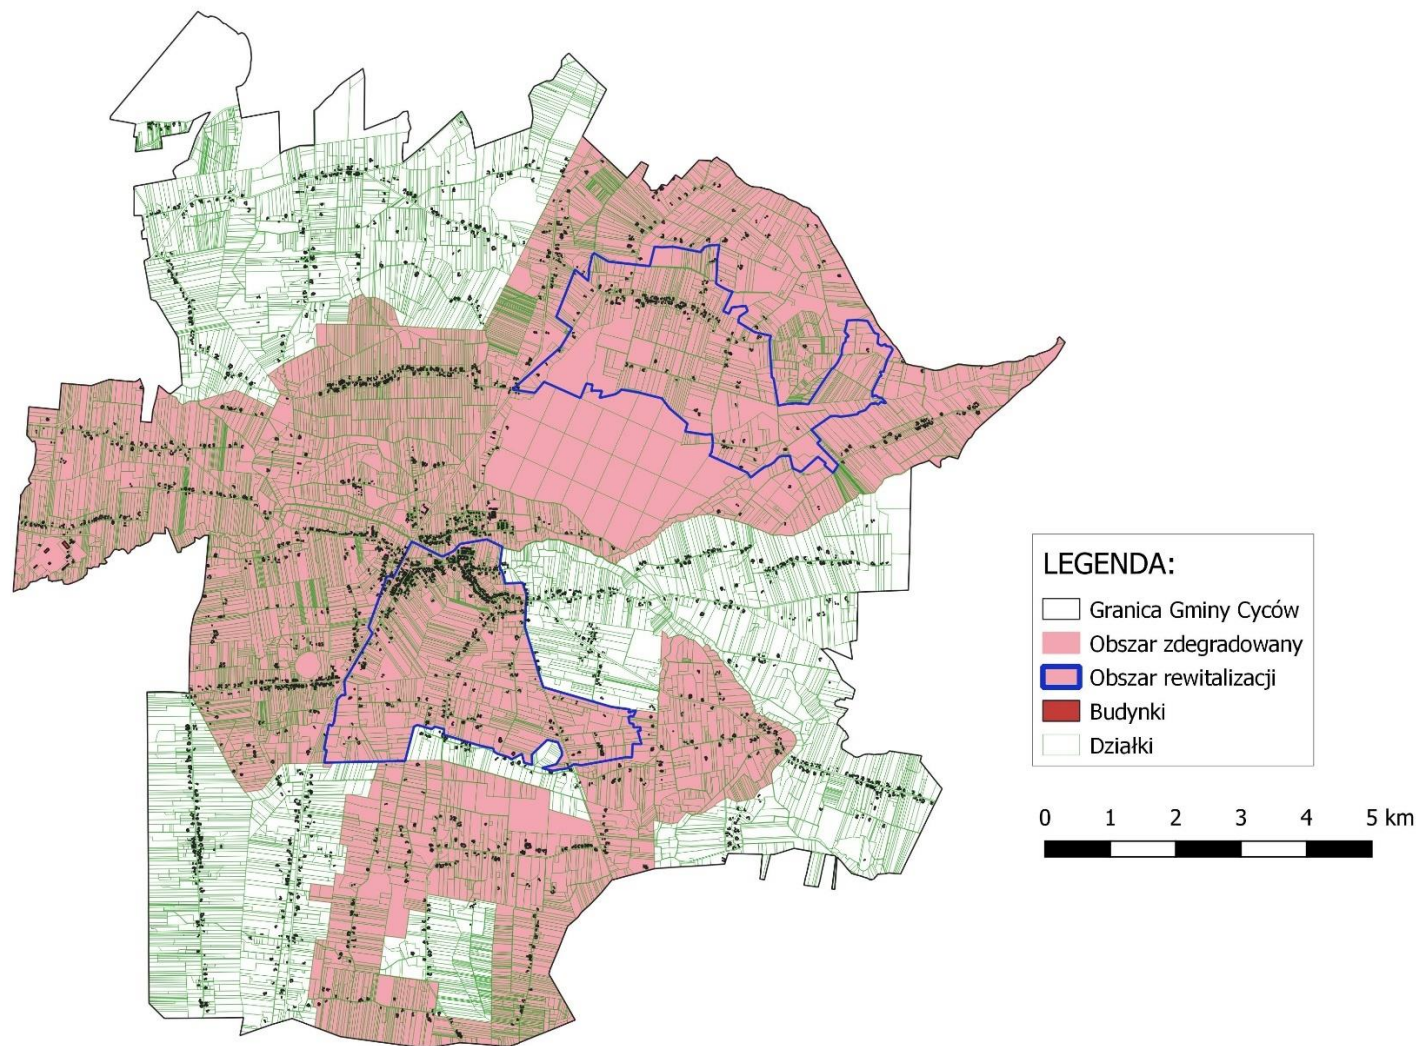 LEGENDA:
Granica Gminy Cyców
Obszar zdegradowany
Obszar rewitalizacji
Budynki
Działki
0 1 2 3 4 5 km